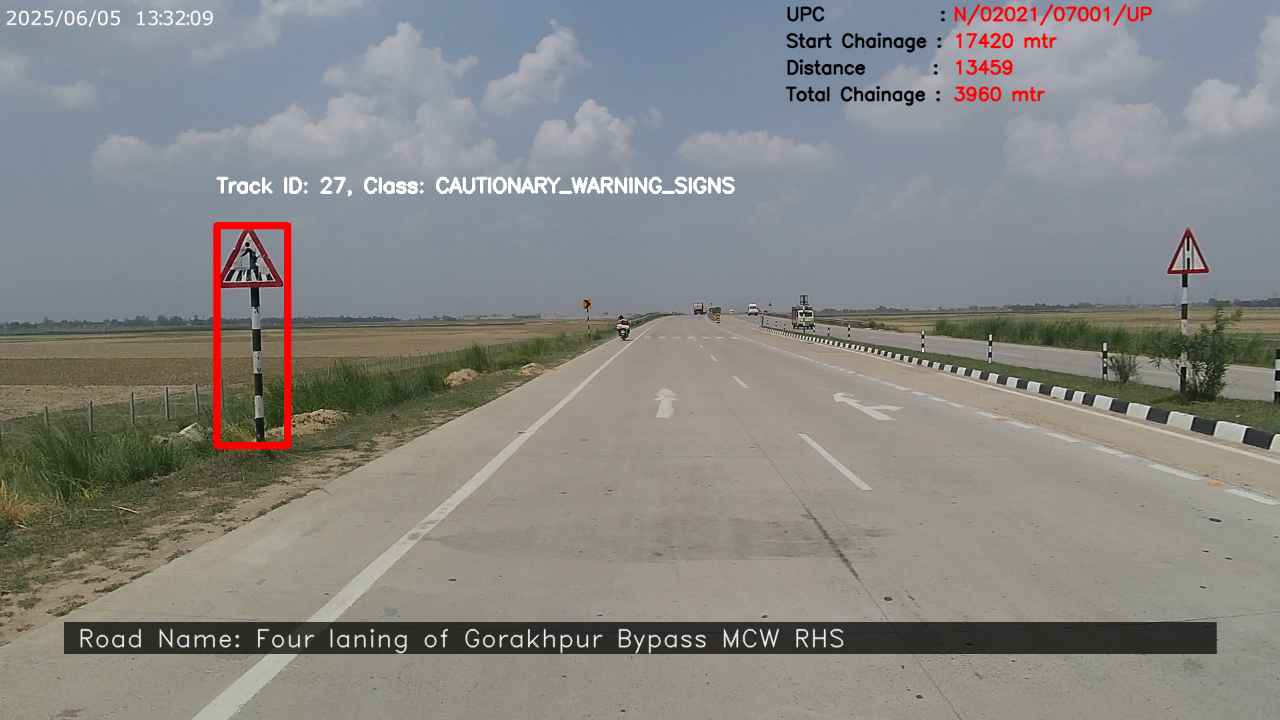 2025/06/05 13:32:09
UPC : N/02021/07001/UP
Start Chainage : 17420 mtr
Distance : 13459
Total Chainage : 3960 mtr
Track ID: 27, Class: CAUTIONARY_WARNING_SIGNS
Road Name: Four laning of Gorakhpur Bypass MCW RHS